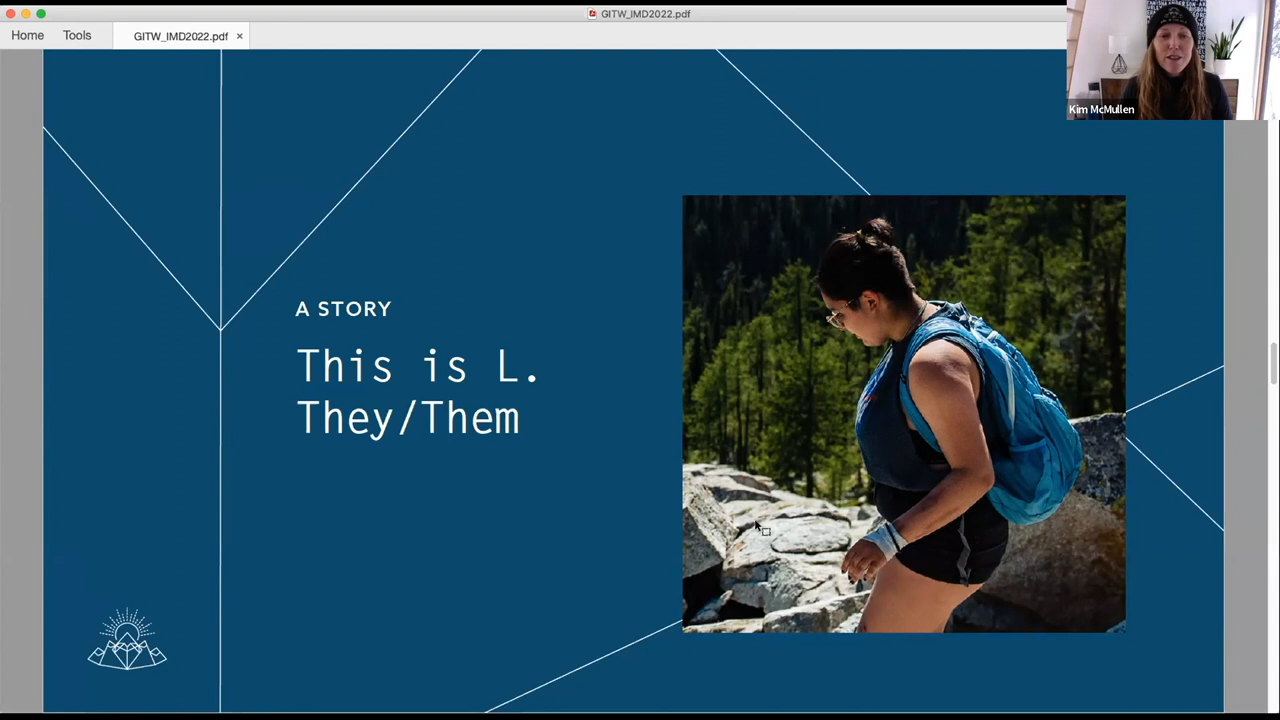 GITW_IMD2022.pdf
Home
Tools
GITW_IMD2022.pdf
Kim McMullen
A STORY
This is L.
They/Them